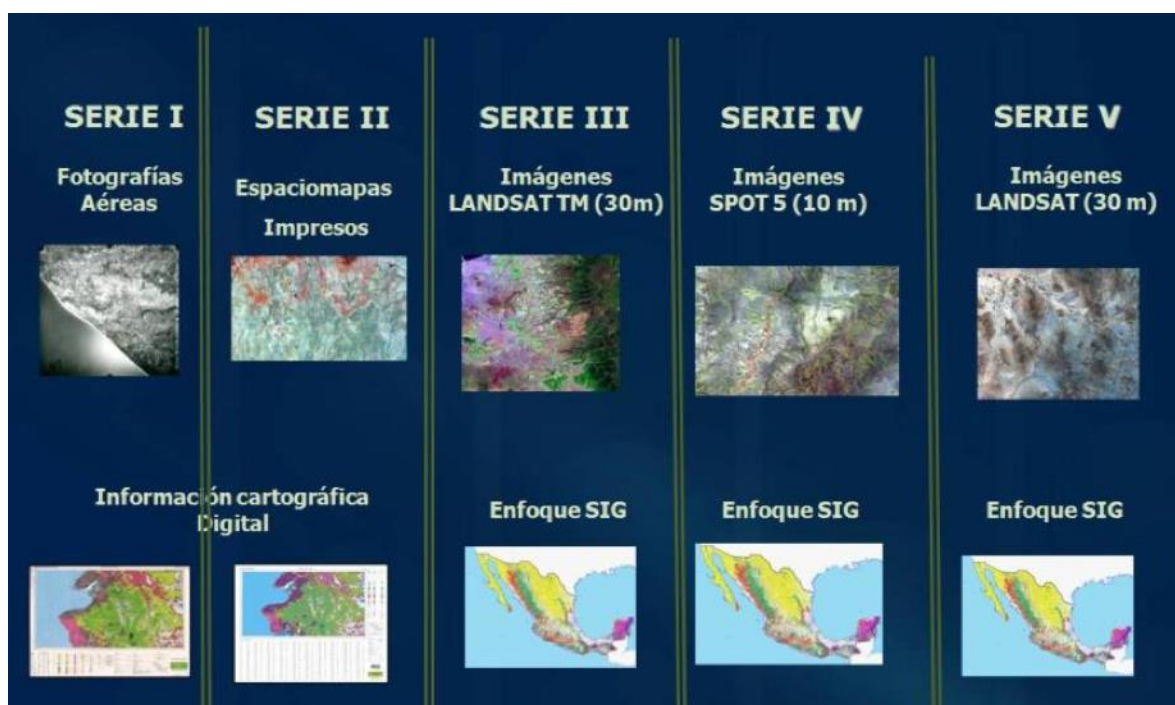 SERIE I
Fotografías
Aéreas
SERIE II
Espaciomapas
Impresos
Información cartográfica
Digital
SERIE III
Imágenes
LANDSAT TM (30m)
Enfoque SIG
SERIE IV
Imágenes
SPOT 5 (10 m)
Enfoque SIG
SERIE V
Imágenes
LANDSAT (30 m)
Enfoque SIG